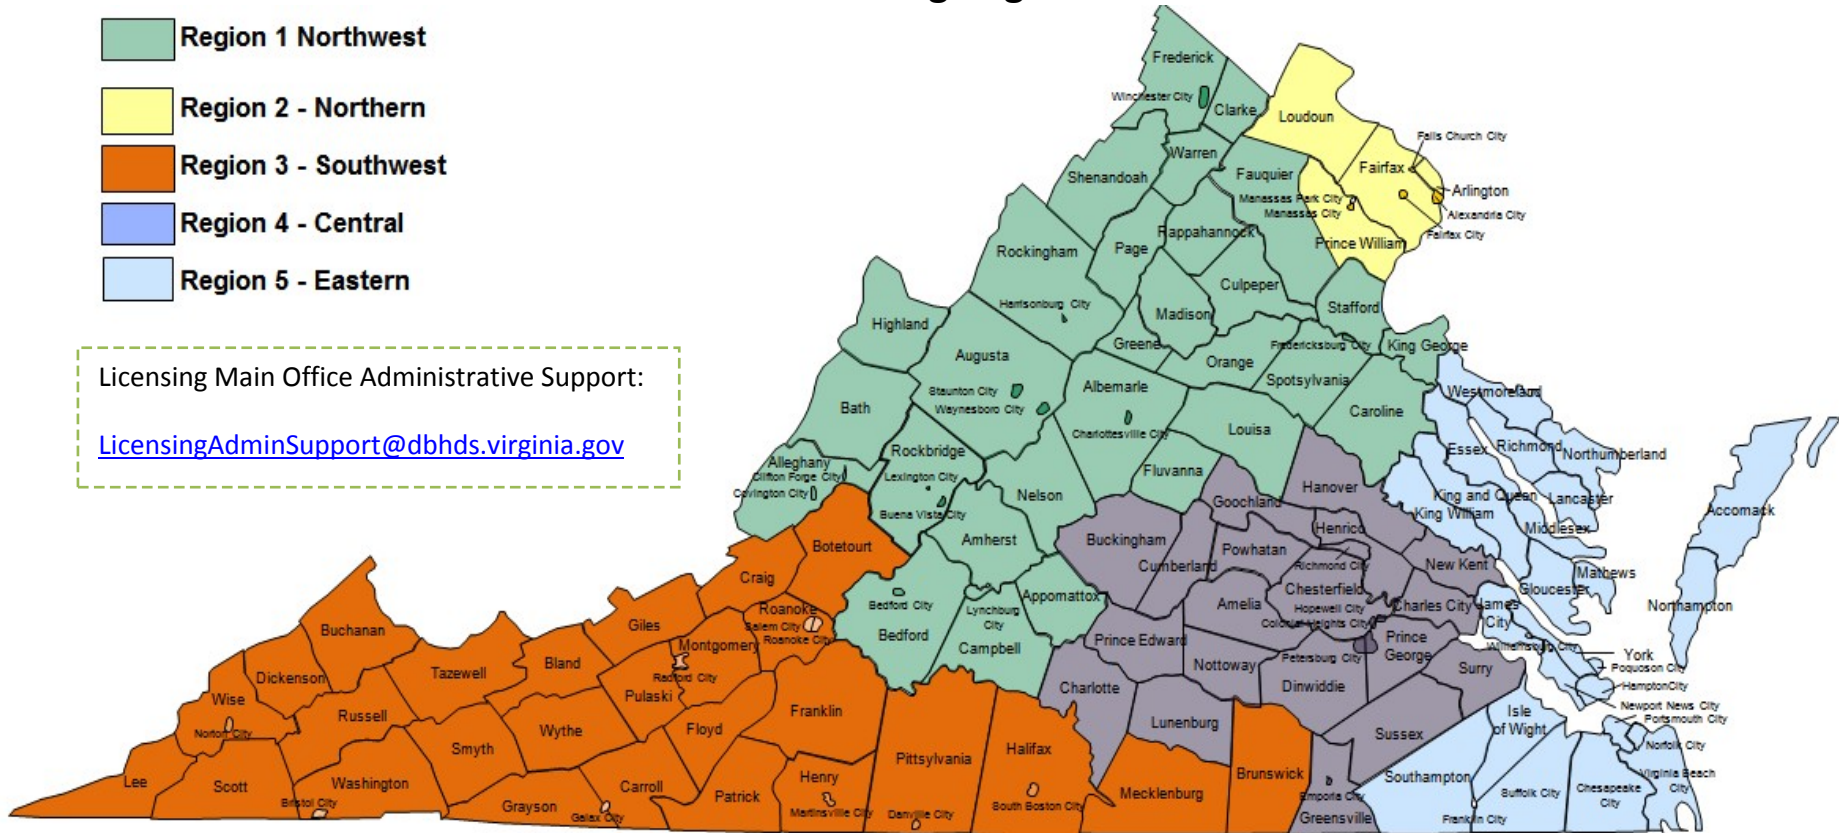 Region 1 Northwest
Region 2 - Northern
Region 3 - Southwest
Region 4 - Central
Region 5 - Eastern
Licensing Main Office Administrative Support:
LicensingAdminSupport@dbhds.virginia.gov
Frederick
Winchester City
Clarke
Loudoun
Falls Church City
Warren
Fairfax
Shenandoah
Fauquier
Arlington
Manassas Park City
Manassas City
Alexandria City
Fairfax City
Rappahannock
Prince William
Page
Rockingham
Culpeper
Harrisonburg City
Madison
Stafford
Highland
Greene
Fredericksburg City
King George
Augusta
Orange
Albemarle
Spotsylvania
Staunton City
Waynesboro City
Westmoreland
Bath
Caroline
Charlottesville City
Louisa
Rockbridge
Essex
Richmond
Northumberland
Alleghany
Clifton Forge City
Lexington City
Fluvanna
Covington City
Nelson
Hanover
Goochland
King and Queen
Lancaster
King William
Buena Vista City
Accomack
Henrico
Middlesex
Botetourt
Amherst
Buckingham
Powhatan
Cumberland
Richmond City
New Kent
Craig
Mathews
Chesterfield
Gloucester
Appomattox
Amelia
Bedford City
Lynchburg
City
Hopewell City
Charles City
James
City
Northampton
Roanoke
Salem City
Roanoke City
Colonial Heights City
Buchanan
Giles
Bedford
Campbell
Prince Edward
Prince
George
Montgomery
Williamsburg City
York
Poquoson City
Tazewell
Bland
Nottoway
Petersburg City
Surry
Dickenson
Radford City
Hampton City
Wise
Pulaski
Charlotte
Dinwiddie
Newport News City
Portsmouth City
Russell
Franklin
Isle
of Wight
Norton City
Wythe
Floyd
Lunenburg
Sussex
Norfolk City
Smyth
Halifax
Pittsylvania
Lee
Scott
Washington
Carroll
Henry
Patrick
Mecklenburg
Brunswick
Southampton
Virginia Beach
City
Suffolk City
Chesapeake
City
Bristol City
Grayson
Galax City
Martinsville City
Danville City
South Boston City
Emporia City
Greensville
Franklin City